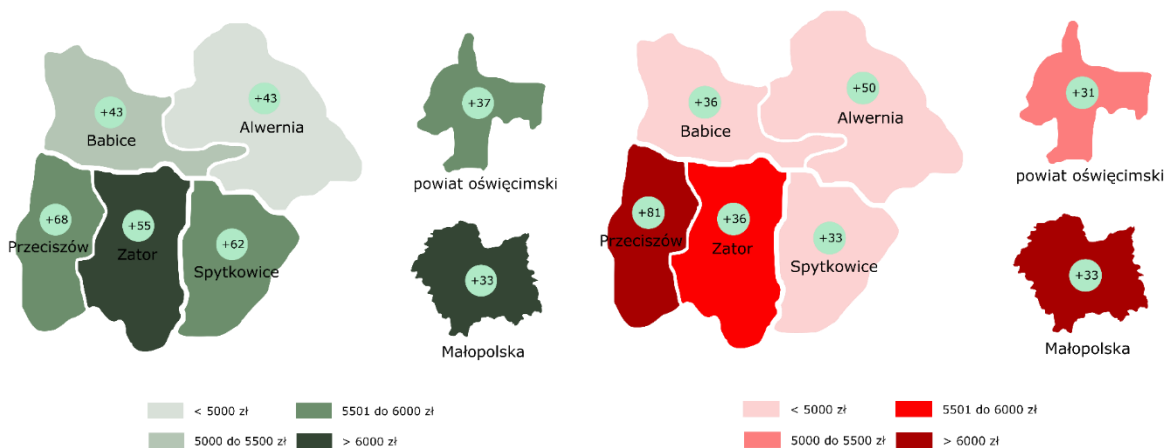 +43
Babice
+43
Alwernia
+37
powiat oświęcimski
+68
Przeciszów
+55
Zator
+62
Spytkowice
+33
Małopolska
< 5000 zł
5501 do 6000 zł
5000 do 5500 zł
> 6000 zł
+36
Babice
+50
Alwernia
+31
powiat oświęcimski
+81
Przeciszów
+36
Zator
+33
Spytkowice
+33
Małopolska
< 5000 zł
5501 do 6000 zł
5000 do 5500 zł
> 6000 zł